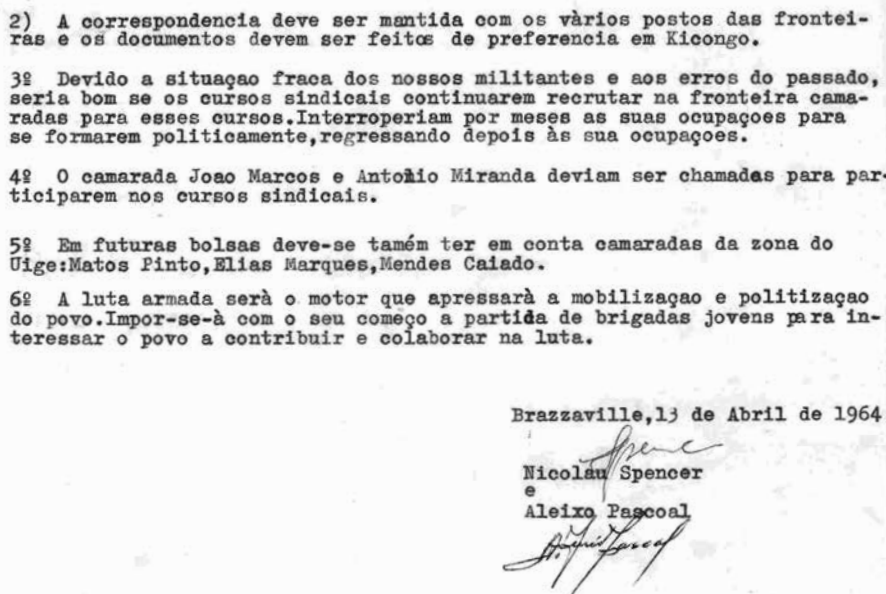 2) A correspondencia deve ser mantida com os vàrios postos das frontei-
ras e os documentos devem ser feitos de preferencia em Kicongo.
3º Devido a situaçao fraca dos nossos militantes e aos erros do passado,
seria bom se os cursos sindicais continuarem recrutar na fronteira cama-
radas para esses cursos.Interroperiam por meses as suas ocupaçoes para
se formarem politicamente,regressando depois às sua ocupaçoes.
4º O camarada Joao Marcos e Antonio Miranda deviam ser chamadas para par-
ticiparem nos cursos sindicais.
5º Em futuras bolsas deve-se tamém ter em conta camaradas da zona do
Uige:Matos Pinto,Elias Marques,Mendes Caiado.
6º A luta armada serà o motor que apressarà a mobilizaçao e politizaçao
do povo.Impor-se-à com o seu começo a partida de brigadas jovens para in-
teressar o povo a contribuir e colaborar na luta.
Brazzaville,13 de Abril de 1964
Spence
Nicolau Spencer
e
Aleixo Pascoal